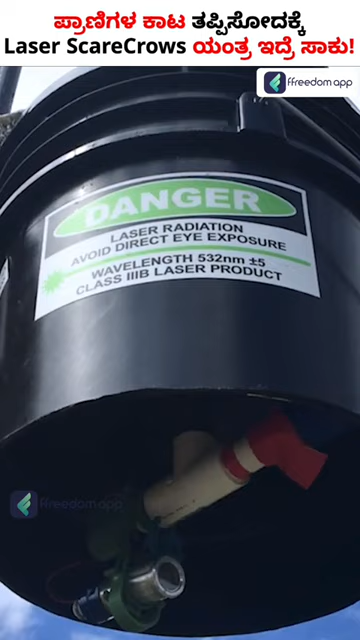 ಪ್ರಾಣಿಗಳ ಕಾಟ ತಪ್ಪಿಸೋದಕ್ಕೆ
Laser ScareCrows ಯಂತ್ರ ಇದ್ರೆ ಸಾಕು!
ffreedom app
DANGER
LASER RADIATION
AVOID DIRECT EYE EXPOSURE
WAVELENGTH 532nm ±5
CLASS IIIB LASER PRODUCT
ffreedom app